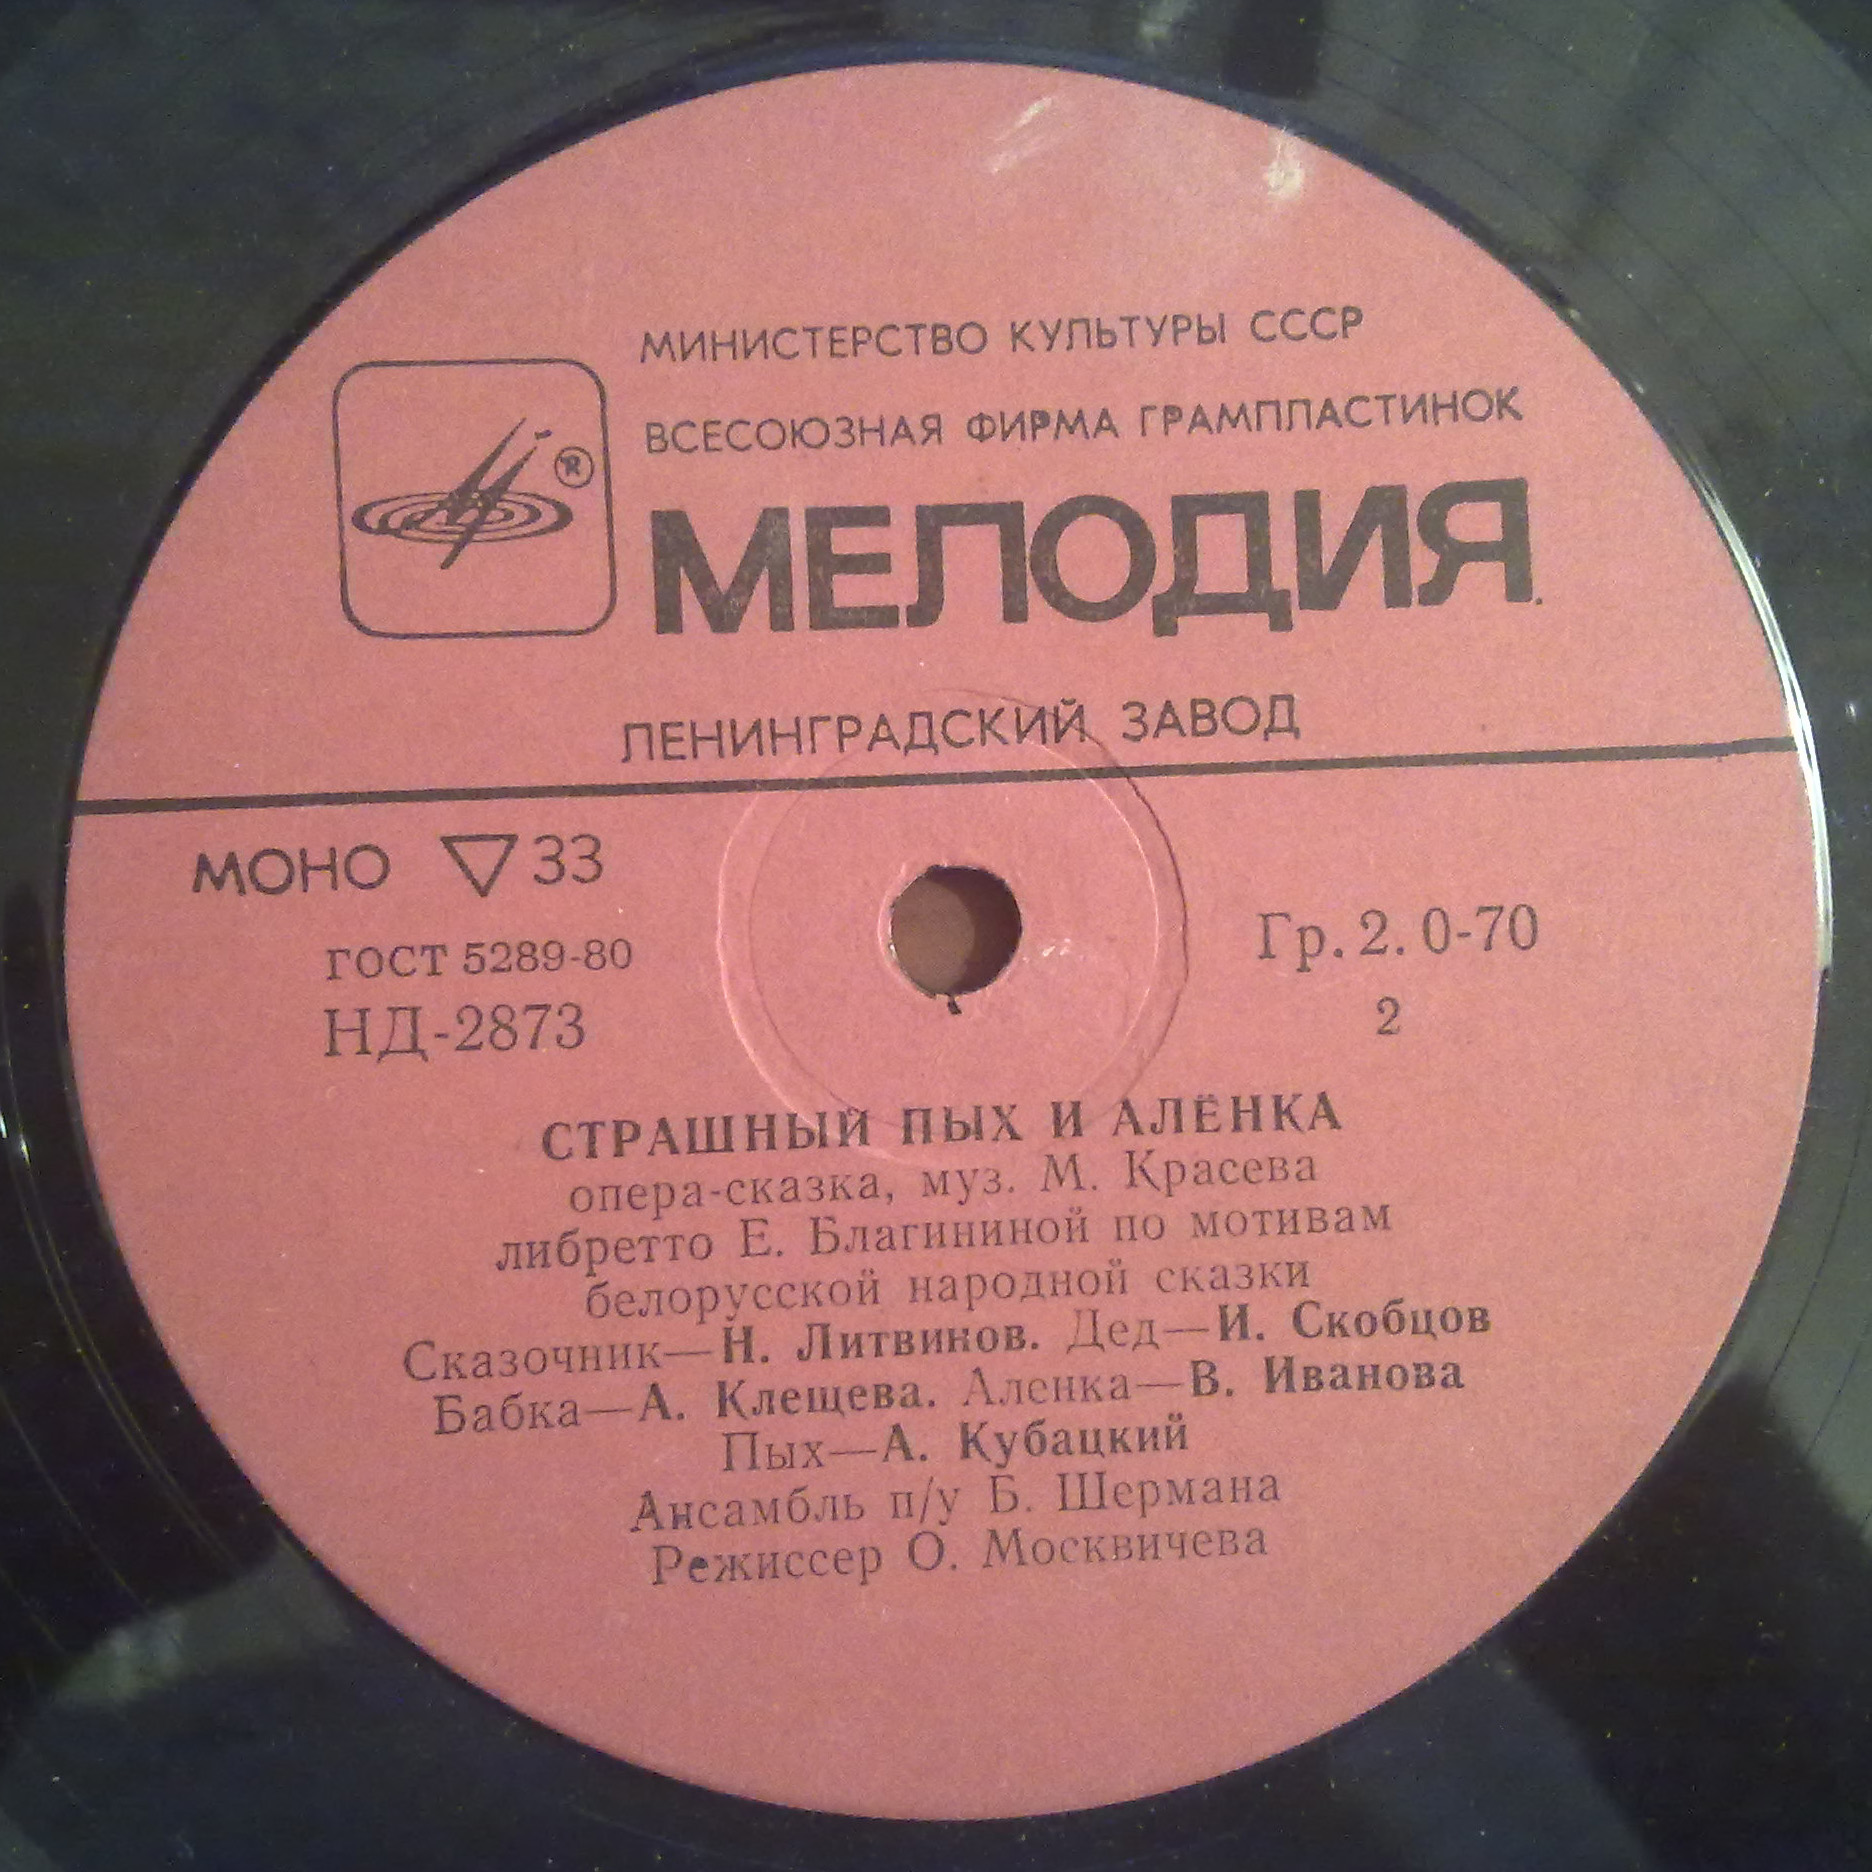 МИНИСТЕРСТВО КУЛЬТУРЫ СССР
ВСЕСОЮЗНАЯ ФИРМА ГРАМПЛАСТИНОК
®
МЕЛОДИЯ
ЛЕНИНГРАДСКИЙ ЗАВОД
МОНО ▽ 33
ГОСТ 5289-80
Гр. 2. 0-70
НД-2873
2
СТРАШНЫЙ ПЫХ И АЛЁНКА
опера-сказка, муз. М. Красева
либретто Е. Благининой по мотивам
белорусской народной сказки
Сказочник—Н. Литвинов. Дед—И. Скобцов
Бабка—А. Клещева. Аленка—В. Иванова
Пых—А. Кубацкий
Ансамбль п/у Б. Шермана
Режиссер О. Москвичева